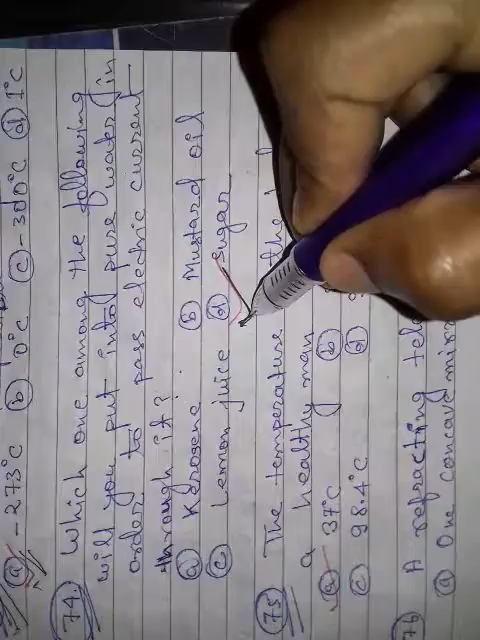 (a) -273°C (b) 0°C (c) -300°C (d) 1°C
74. Which one among the following
will you put into pure water in
order to pass electric current
through it?
(a) Kerosene (b) Mustard oil
(c) Lemon juice (d) Sugar
75 The temperature the
a healthy man
(a) 37°C (b)
(c) 98.4°C (d)
76 A refracting
(a) One concave